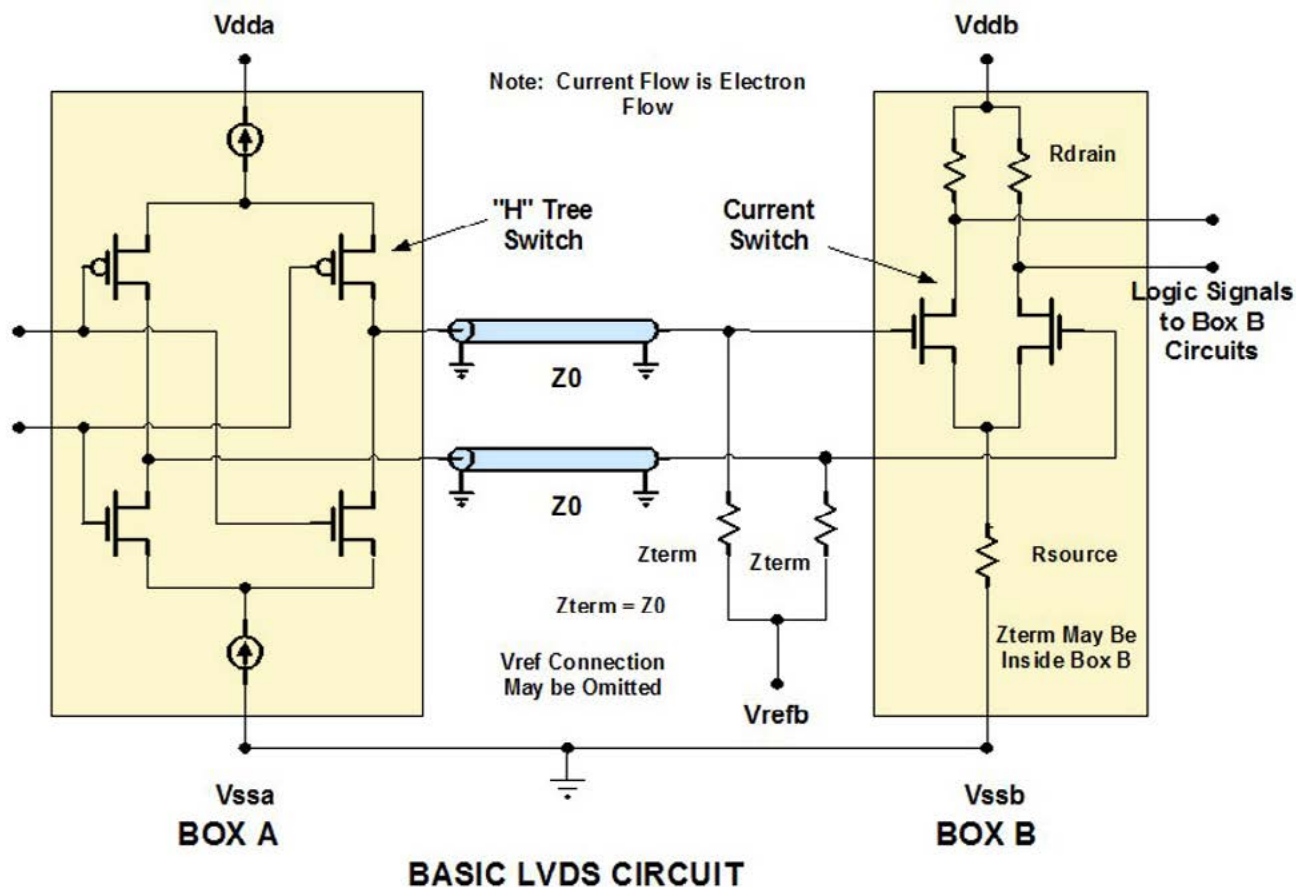 Vdda
Vddb
Note: Current Flow is Electron
Flow
Rdrain
"H" Tree
Switch
Current
Switch
Logic Signals
to Box B
Circuits
Z0
Z0
Zterm
Zterm
Rsource
Zterm = Z0
Zterm May Be
Inside Box B
Vref Connection
May be Omitted
Vrefb
Vssa
Vssb
BOX A
BOX B
BASIC LVDS CIRCUIT